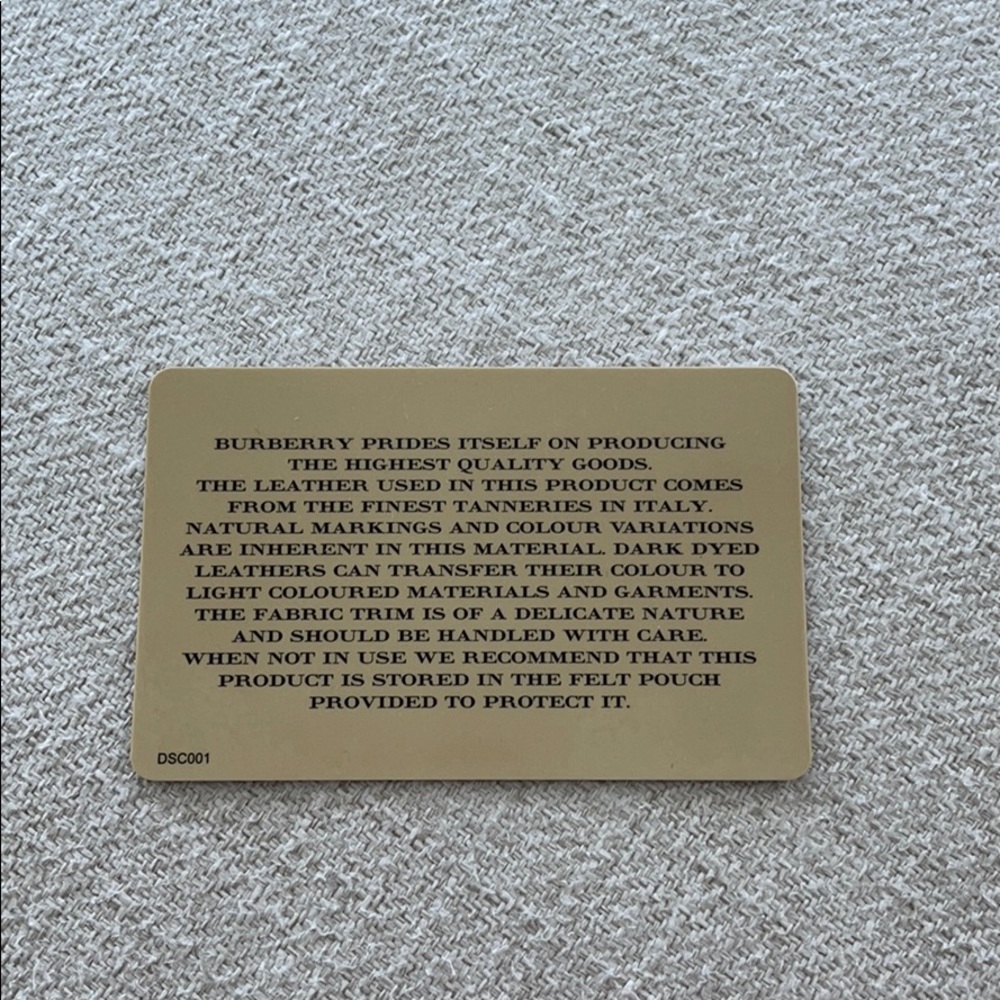 BURBERRY PRIDES ITSELF ON PRODUCING
THE HIGHEST QUALITY GOODS.
THE LEATHER USED IN THIS PRODUCT COMES
FROM THE FINEST TANNERIES IN ITALY.
NATURAL MARKINGS AND COLOUR VARIATIONS
ARE INHERENT IN THIS MATERIAL. DARK DYED
LEATHERS CAN TRANSFER THEIR COLOUR TO
LIGHT COLOURED MATERIALS AND GARMENTS.
THE FABRIC TRIM IS OF A DELICATE NATURE
AND SHOULD BE HANDLED WITH CARE.
WHEN NOT IN USE WE RECOMMEND THAT THIS
PRODUCT IS STORED IN THE FELT POUCH
PROVIDED TO PROTECT IT.
DSC001